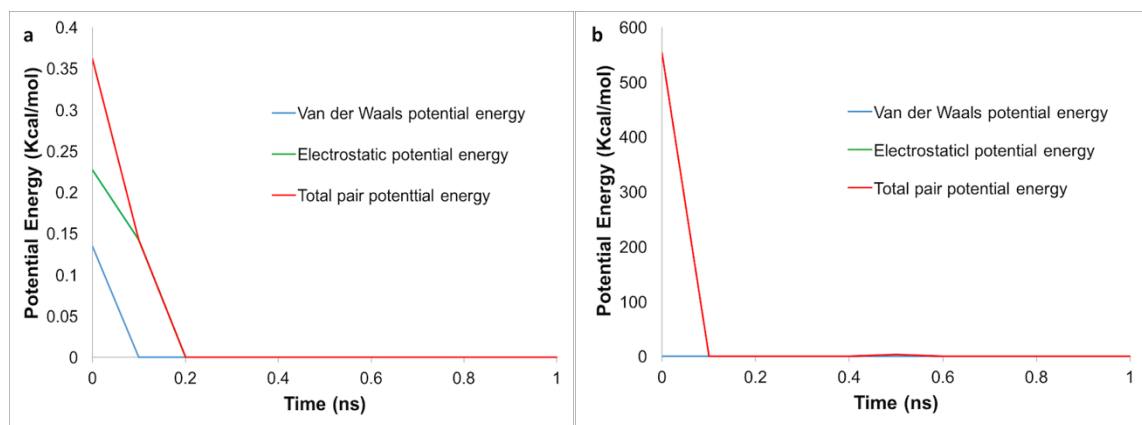 a
Potential Energy (Kcal/mol)
0.4
0.35
0.3
0.25
0.2
0.15
0.1
0.05
0
Van der Waals potential energy
Electrostatic potential energy
Total pair potenttial energy
0 0.2 0.4 0.6 0.8 1
Time (ns)
b
Potential Energy (Kcal/mol)
600
500
400
300
200
100
0
Van der Waals potential energy
Electrostaticl potential energy
Total pair potential energy
0 0.2 0.4 0.6 0.8 1
Time (ns)